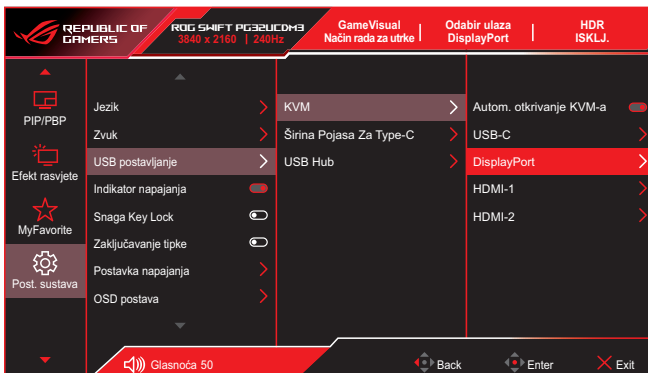 REPUBLIC OF
GAMERS
ROG SWIFT PG32UCDM3
3840 x 2160 | 240Hz
GameVisual
Način rada za utrke
Odabir ulaza
DisplayPort
HDR
ISKLJ.
PIP/PBP
Efekt rasvjete
MyFavorite
Post. sustava
Jezik
Zvuk
USB postavljanje
Indikator napajanja
Snaga Key Lock
Zaključavanje tipke
Postavka napajanja
OSD postava
KVM
Širina Pojasa Za Type-C
USB Hub
Autom. otkrivanje KVM-a
USB-C
DisplayPort
HDMI-1
HDMI-2
Glasnoća 50
Back
Enter
Exit